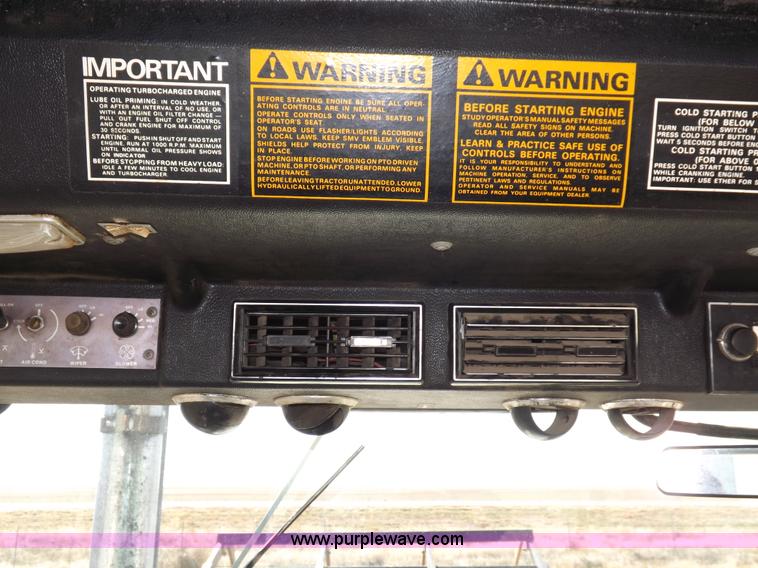 IMPORTANT
OPERATING TURBOCHARGED ENGINE
LUBE OIL PRIMING: IN COLD WEATHER,
OR AFTER AN INTERVAL OF NO USE, OR
WITH AN ENGINE OIL FILTER CHANGE —
PULL OUT FUEL SHUT OFF CONTROL
AND CRANK ENGINE FOR MAXIMUM OF
30 SECONDS.
STARTING: PUSH IN SHUTOFF AND START
ENGINE. RUN AT 1000 R.P.M. MAXIMUM
UNTIL NORMAL OIL PRESSURE SHOWS
ON INDICATOR
BEFORE STOPPING FROM HEAVY LOAD:
IDLE A FEW MINUTES TO COOL ENGINE
AND TURBOCHARGER
WARNING
BEFORE STARTING ENGINE BE SURE ALL OPER-
ATING CONTROLS ARE IN NEUTRAL.
OPERATE CONTROLS ONLY WHEN SEATED IN
OPERATOR'S SEAT.
ON ROADS USE FLASHER LIGHTS ACCORDING
TO LOCAL LAWS. KEEP SMV EMBLEM VISIBLE.
SHIELDS HELP PROTECT FROM INJURY. KEEP
IN PLACE.
STOP ENGINE BEFORE WORKING ON PTO DRIVEN
MACHINE, OR PTO SHAFT, OR PERFORMING ANY
MAINTENANCE.
BEFORE LEAVING TRACTOR UNATTENDED, LOWER
HYDRAULICALLY LIFTED EQUIPMENT TO GROUND.
WARNING
BEFORE STARTING ENGINE
STUDY OPERATOR'S MANUAL SAFETY MESSAGES
READ ALL SAFETY SIGNS ON MACHINE.
CLEAR THE AREA OF OTHER PERSONS.
LEARN & PRACTICE SAFE USE OF
CONTROLS BEFORE OPERATING.
IT IS YOUR RESPONSIBILITY TO UNDERSTAND AND
FOLLOW MANUFACTURER'S INSTRUCTIONS ON
MACHINE OPERATION, SERVICE, AND TO OBSERVE
PERTINENT LAWS AND REGULATIONS.
OPERATOR AND SERVICE MANUALS MAY BE
OBTAINED FROM YOUR EQUIPMENT DEALER.
COLD STARTING P
(FOR BELOW
TURN IGNITION SWITCH T
PRESS COLD START BUTTON
WAIT 5 SECONDS BEFORE EN
COLD STARTING P
(FOR ABOVE 0
PRESS COLD START BUTTON
WHILE CRANKING ENGINE.
IMPORTANT: USE ETHER FOR S
OFF
OFF
OFF
AIR COND
WIPER
BLOWER
www.purplewave.com